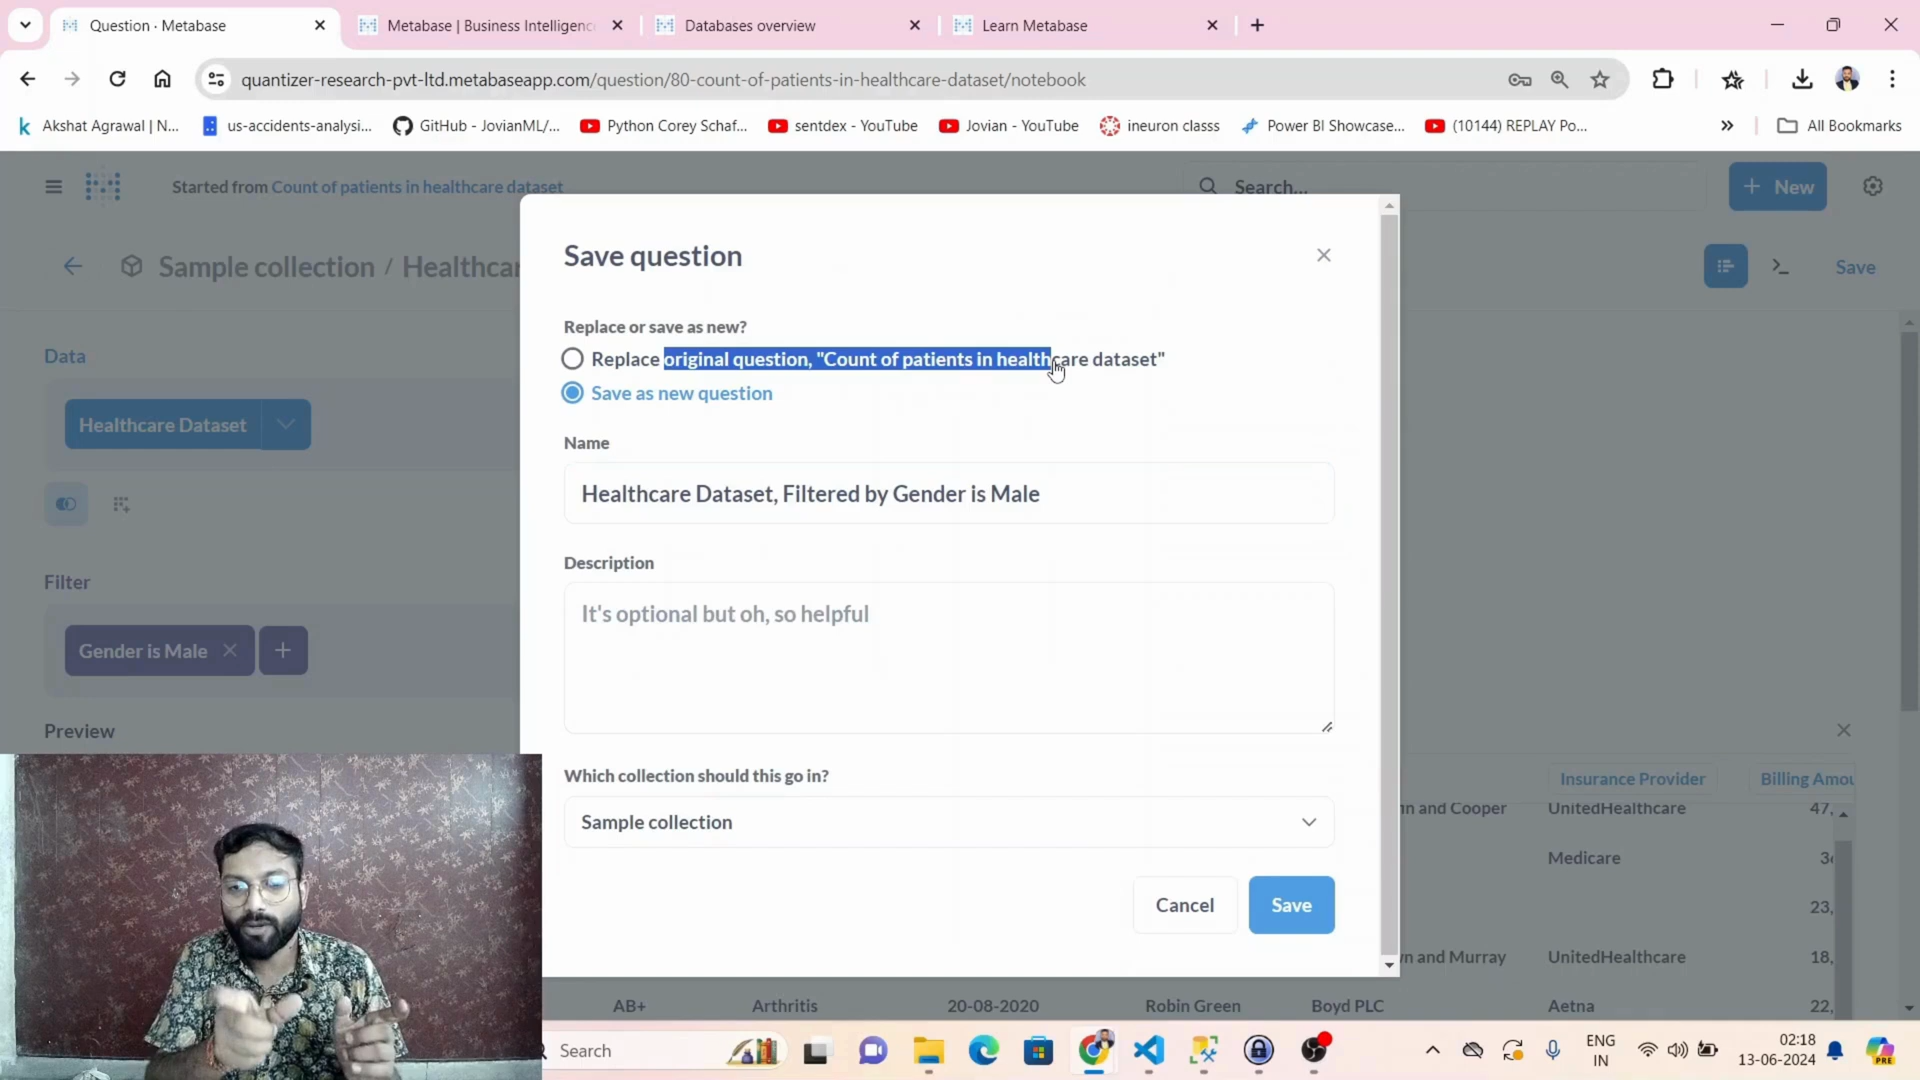 Question · Metabase
Metabase | Business Intelligence
Databases overview
Learn Metabase
quantizer-research-pvt-ltd.metabaseapp.com/question/80-count-of-patients-in-healthcare-dataset/notebook
Akshat Agrawal | N...
us-accidents-analysi...
GitHub - JovianML/...
Python Corey Schaf...
sentdex - YouTube
Jovian - YouTube
ineuron classs
Power BI Showcase...
(10144) REPLAY Po...
All Bookmarks
Started from Count of patients in healthcare dataset
Search...
+ New
Sample collection / Healthcar
Save
Save question
Replace or save as new?
Replace original question, "Count of patients in healthcare dataset"
Save as new question
Name
Healthcare Dataset, Filtered by Gender is Male
Description
It's optional but oh, so helpful
Which collection should this go in?
Sample collection
Cancel
Save
Data
Healthcare Dataset
Filter
Gender is Male
Preview
Insurance Provider
Billing Amou
n and Cooper
UnitedHealthcare
47,
Medicare
23,
n and Murray
UnitedHealthcare
18,
AB+
Arthritis
20-08-2020
Robin Green
Boyd PLC
Aetna
22,
Search
ENG
IN
02:18
13-06-2024
PRE